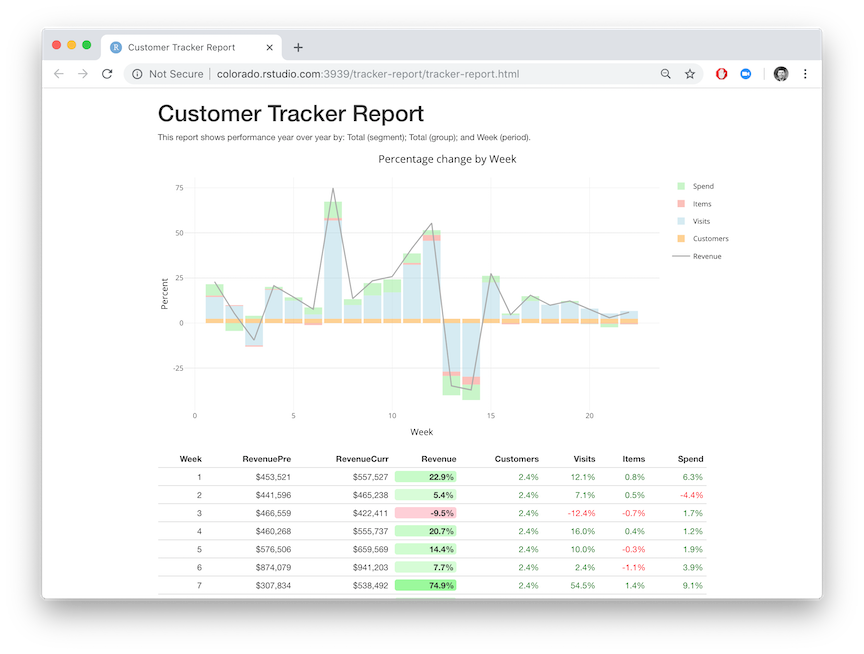 Customer Tracker Report
Not Secure | colorado.rstudio.com:3939/tracker-report/tracker-report.html
Customer Tracker Report
This report shows performance year over year by: Total (segment); Total (group); and Week (period).
Percentage change by Week
75
50
25
0
-25
Percent
0 5 10 15 20
Week
Spend
Items
Visits
Customers
Revenue
Week RevenuePre RevenueCurr Revenue Customers Visits Items Spend
1 $453,521 $557,527 22.9% 2.4% 12.1% 0.8% 6.3%
2 $441,596 $465,238 5.4% 2.4% 7.1% 0.5% -4.4%
3 $466,559 $422,411 -9.5% 2.4% -12.4% -0.7% 1.7%
4 $460,268 $555,737 20.7% 2.4% 16.0% 0.4% 1.2%
5 $576,506 $659,569 14.4% 2.4% 10.0% -0.3% 1.9%
6 $874,079 $941,203 7.7% 2.4% 2.4% -1.1% 3.9%
7 $307,834 $538,492 74.9% 2.4% 54.5% 1.4% 9.1%